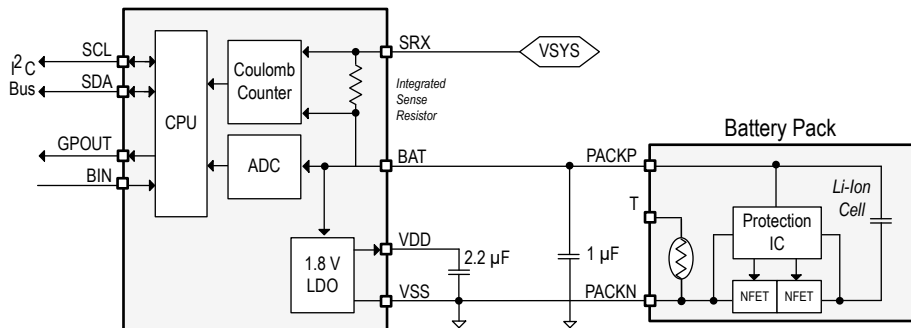 I2C
Bus
SCL
SDA
GPOUT
BIN
CPU
Coulomb
Counter
ADC
1.8 V
LDO
Integrated
Sense
Resistor
SRX
VSYS
BAT
VDD
VSS
2.2 µF
1 µF
PACKP
T
PACKN
Battery Pack
Protection
IC
NFET
NFET
Li-Ion
Cell